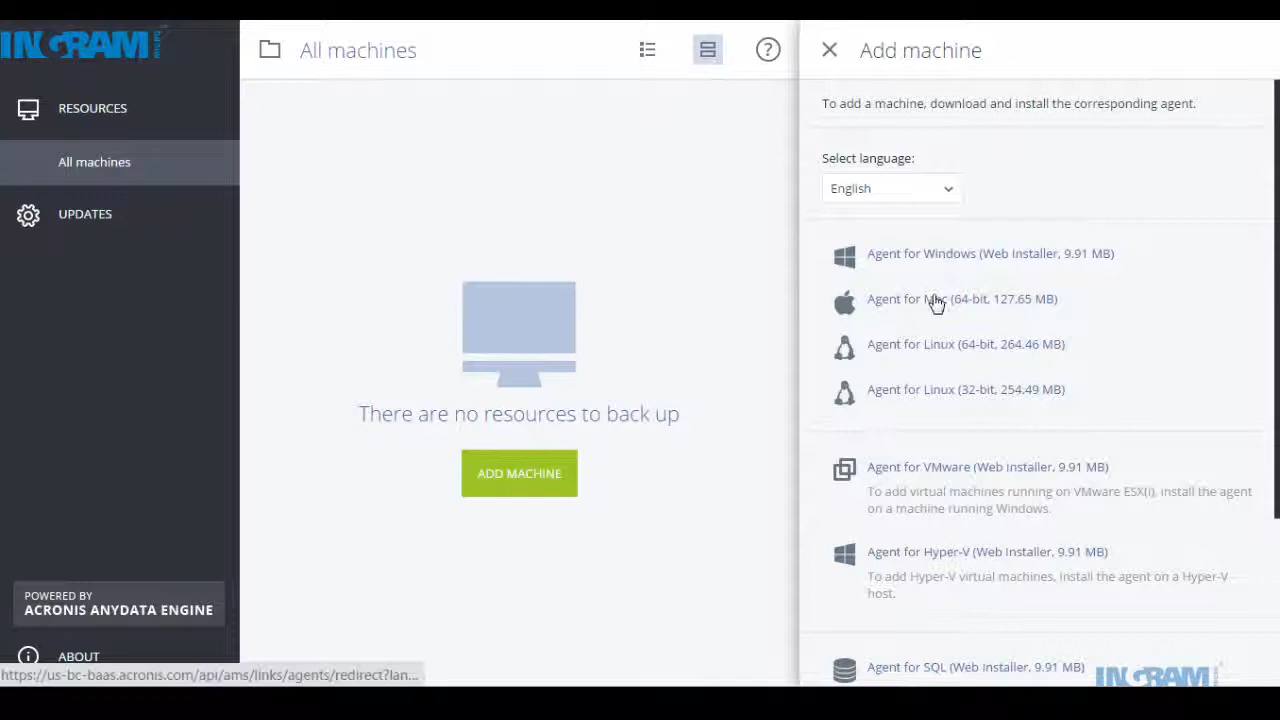 INGRAM
MICRO
RESOURCES
All machines
UPDATES
POWERED BY
ACRONIS ANYDATA ENGINE
ABOUT
https://us-bc-baas.acronis.com/api/ams/links/agents/redirect?lan...
All machines
?
There are no resources to back up
ADD MACHINE
Add machine
To add a machine, download and install the corresponding agent.
Select language:
English
Agent for Windows (Web Installer, 9.91 MB)
Agent for Mac (64-bit, 127.65 MB)
Agent for Linux (64-bit, 264.46 MB)
Agent for Linux (32-bit, 254.49 MB)
Agent for VMware (Web Installer, 9.91 MB)
To add virtual machines running on VMware ESX(i), install the agent
on a machine running Windows.
Agent for Hyper-V (Web Installer, 9.91 MB)
To add Hyper-V virtual machines, install the agent on a Hyper-V
host.
Agent for SQL (Web Installer, 9.91 MB)
INGRAM